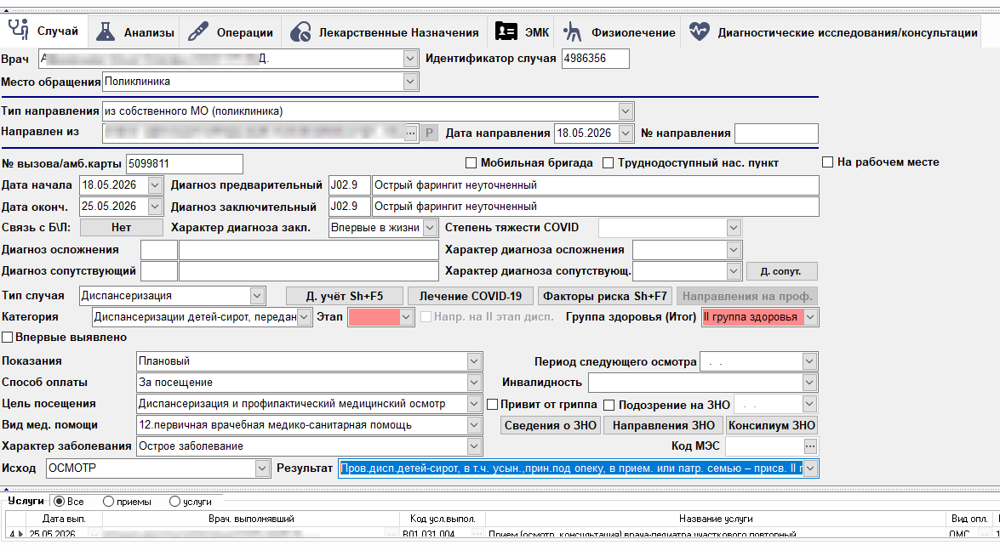 Случай Анализы Операции Лекарственные Назначения ЭМК Физиолечение Диагностические исследования/консультации
Врач Д. Идентификатор случая 4986356
Место обращения Поликлиника
Тип направления из собственного МО (поликлиника)
Направлен из ... P Дата направления 18.05.2026 № направления
№ вызова/амб.карты 5099811 Мобильная бригада Труднодоступный нас. пункт На рабочем месте
Дата начала 18.05.2026 Диагноз предварительный J02.9 Острый фарингит неуточненный
Дата оконч. 25.05.2026 Диагноз заключительный J02.9 Острый фарингит неуточненный
Связь с Б\Л: Нет Характер диагноза закл. Впервые в жизни Степень тяжести COVID
Диагноз осложнения Характер диагноза осложнения
Диагноз сопутствующий Характер диагноза сопутствующ. Д. сопут.
Тип случая Диспансеризация Д. учёт Sh+F5 Лечение COVID-19 Факторы риска Sh+F7 Направления на проф.
Категория Диспансеризации детей-сирот, передан Этап Напр. на II этап дисп. Группа здоровья (Итог) II группа здоровья
Впервые выявлено
Показания Плановый Период следующего осмотра . .
Способ оплаты За посещение Инвалидность
Цель посещения Диспансеризация и профилактический медицинский осмотр Привит от гриппа Подозрение на ЗНО . .
Вид мед. помощи 12.первичная врачебная медико-санитарная помощь Сведения о ЗНО Направления ЗНО Консилиум ЗНО
Характер заболевания Острое заболевание Код МЭС ...
Исход ОСМОТР Результат Пров.дисп.детей-сирот, в т.ч. усын.,прин.под опеку, в прием. или патр. семью – присв. II г
Услуги Все приемы услуги
Дата вып. Врач. выполнявший Код усл.выпол. Название услуги Вид опл.
4 25.05.2026 B01.031.004 ... Прием (осмотр, консультация) врача-педиатра участкового повторный ОМС